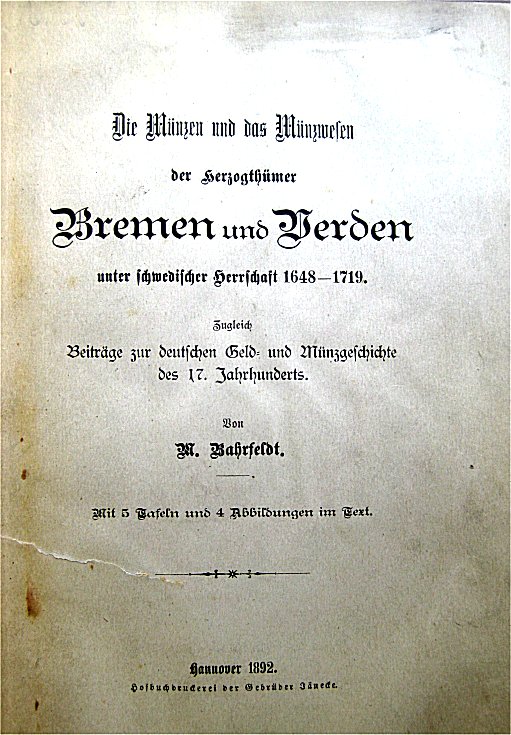 Die Münzen und das Münzwesen
der Herzogthümer
Bremen und Verden
unter schwedischer Herrschaft 1648—1719.
Zugleich
Beiträge zur deutschen Geld- und Münzgeschichte
des 17. Jahrhunderts.
Von
M. Bahrfeldt.
Mit 5 Tafeln und 4 Abbildungen im Text.
Hannover 1892.
Hofbuchdruckerei der Gebrüder Jänecke.